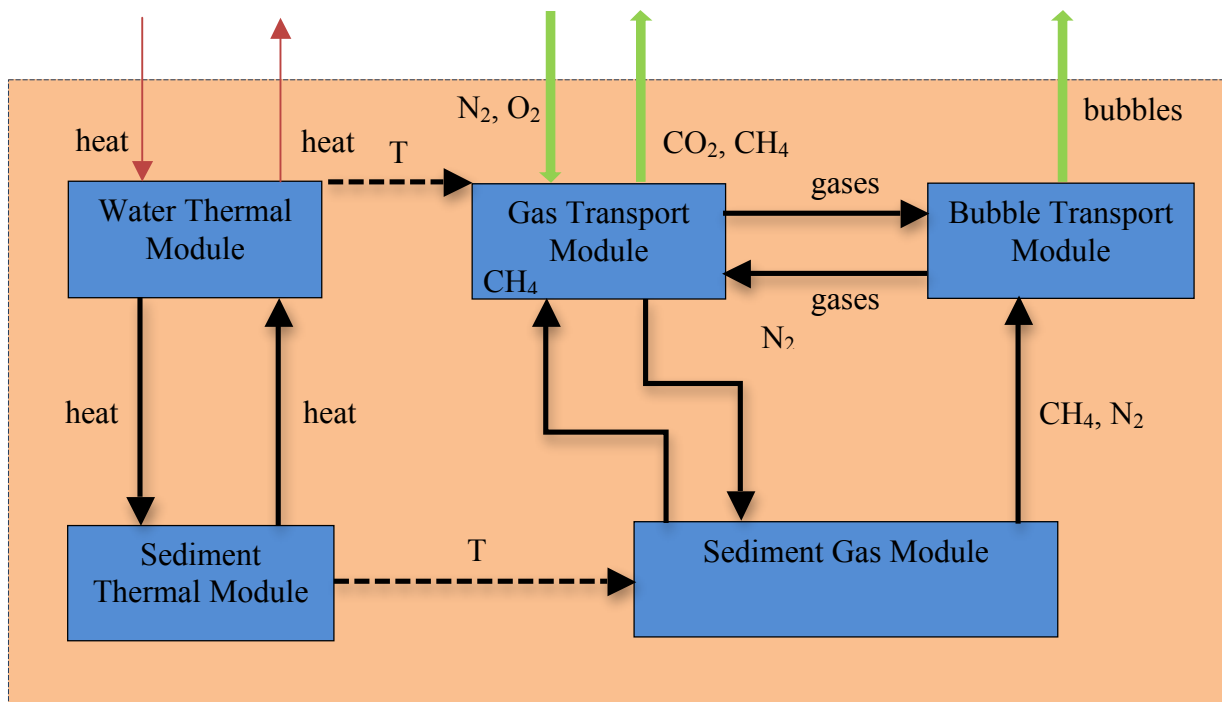 N₂, O₂
bubbles
heat
heat
CO₂, CH₄
T
gases
Water Thermal
Module
Gas Transport
Module
Bubble Transport
Module
CH₄
gases
N₂
heat
heat
CH₄, N₂
Sediment
Thermal Module
T
Sediment Gas Module